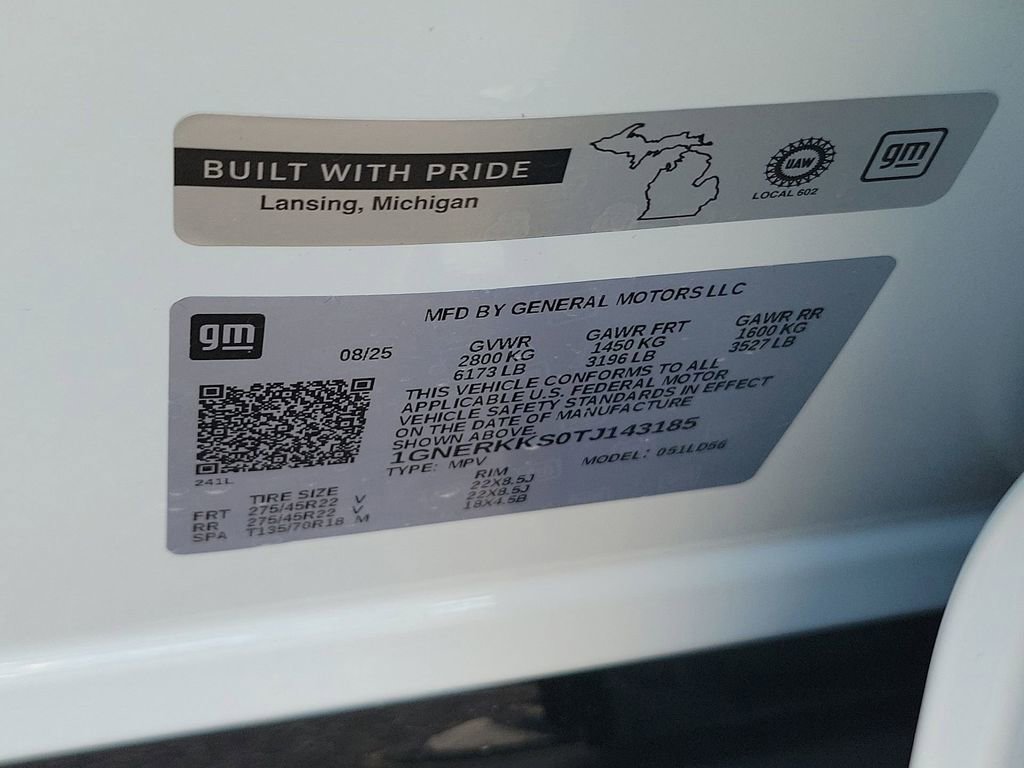 BUILT WITH PRIDE
Lansing, Michigan
UAW
LOCAL 602
gm
gm
MFD BY GENERAL MOTORS LLC
08/25
GVWR
2800 KG
6173 LB
GAWR FRT
1450 KG
3196 LB
GAWR RR
1600 KG
3527 LB
THIS VEHICLE CONFORMS TO ALL
APPLICABLE U.S. FEDERAL MOTOR
VEHICLE SAFETY STANDARDS IN EFFECT
ON THE DATE OF MANUFACTURE
SHOWN ABOVE.
1GNERKKS0TJ143185
TYPE: MPV MODEL: 051LD56
241L
TIRE SIZE RIM
FRT 275/45R22 V 22X8.5J
RR 275/45R22 V 22X8.5J
SPA T135/70R18 M 18X4.5B